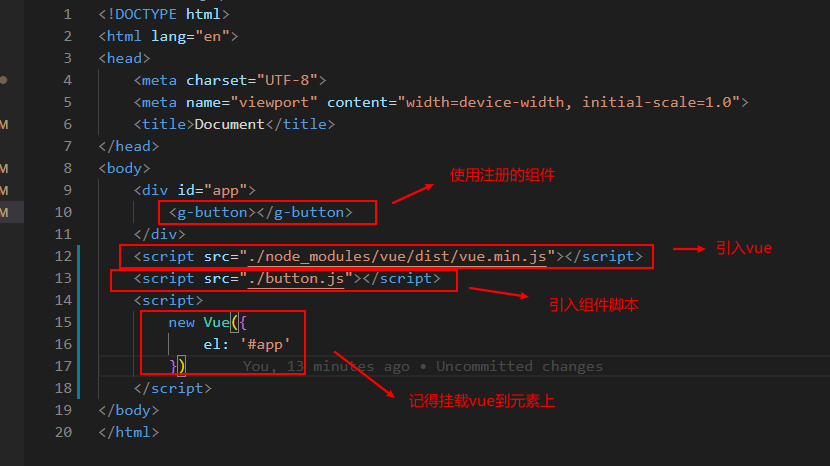 1 <!DOCTYPE html>
2 <html lang="en">
3 <head>
4 <meta charset="UTF-8">
5 <meta name="viewport" content="width=device-width, initial-scale=1.0">
6 <title>Document</title>
7 </head>
8 <body>
使用注册的组件
9 <div id="app">
10 <g-button></g-button>
11 </div>
12 <script src="./node_modules/vue/dist/vue.min.js"></script>
引入vue
13 <script src="./button.js"></script>
14 <script>
引入组件脚本
15 new Vue({
16 el: '#app'
17 }) You, 13 minutes ago • Uncommitted changes
18 </script>
记得挂载vue到元素上
19 </body>
20 </html>
M
M
M
M